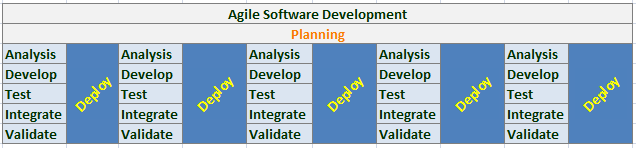 Agile Software Development
Planning
Analysis Analysis Analysis Analysis Analysis
Develop Develop Develop Develop Develop
Test Deploy Test Deploy Test Deploy Test Deploy Test Deploy
Integrate Integrate Integrate Integrate Integrate
Validate Validate Validate Validate Validate